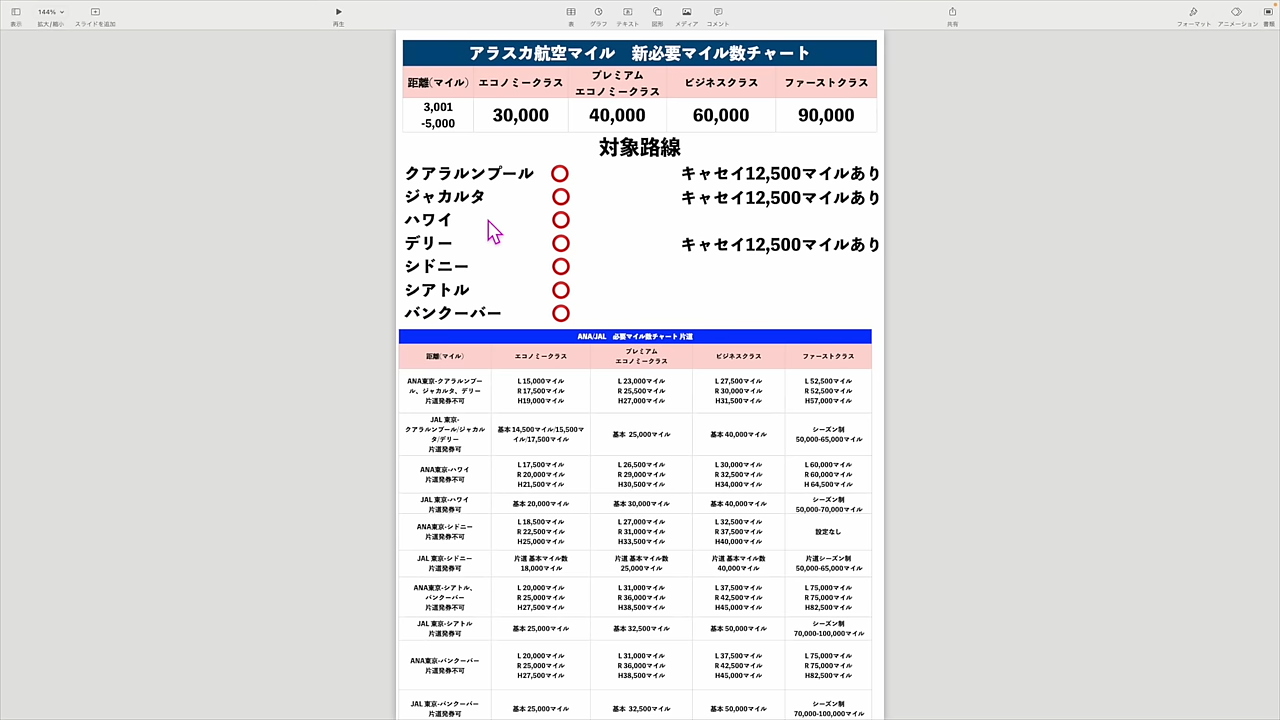 144%
表示
拡大/縮小
スライドを追加
再生
表
グラフ
テキスト
図形
メディア
コメント
共有
フォーマット
アニメーション
書類
アラスカ航空マイル　新必要マイル数チャート
距離(マイル)
エコノミークラス
プレミアム
エコノミークラス
ビジネスクラス
ファーストクラス
3,001
-5,000
30,000
40,000
60,000
90,000
対象路線
クアラルンプール
キャセイ12,500マイルあり
ジャカルタ
キャセイ12,500マイルあり
ハワイ
デリー
キャセイ12,500マイルあり
シドニー
シアトル
バンクーバー
ANA/JAL　必要マイル数チャート 片道
距離(マイル)
エコノミークラス
プレミアム
エコノミークラス
ビジネスクラス
ファーストクラス
ANA東京-クアラルンプー
ル、ジャカルタ、デリー
片道発券不可
L 15,000マイル
R 17,500マイル
H19,000マイル
L 23,000マイル
R 25,500マイル
H27,000マイル
L 27,500マイル
R 30,000マイル
H31,500マイル
L 52,500マイル
R 52,500マイル
H57,000マイル
JAL 東京-
クアラルンプール/ジャカル
タ/デリー
片道発券可
基本 14,500マイル/15,500マ
イル/17,500マイル
基本 25,000マイル
基本 40,000マイル
シーズン制
50,000-65,000マイル
ANA東京-ハワイ
片道発券不可
L 17,500マイル
R 20,000マイル
H21,500マイル
L 26,500マイル
R 29,000マイル
H30,500マイル
L 30,000マイル
R 32,500マイル
H34,000マイル
L 60,000マイル
R 60,000マイル
H 64,500マイル
JAL 東京-ハワイ
片道発券可
基本 20,000マイル
基本 30,000マイル
基本 40,000マイル
シーズン制
50,000-70,000マイル
ANA東京-シドニー
片道発券不可
L 18,500マイル
R 22,500マイル
H25,000マイル
L 27,000マイル
R 31,000マイル
H33,500マイル
L 32,500マイル
R 37,500マイル
H40,000マイル
設定なし
JAL 東京-シドニー
片道発券可
片道 基本マイル数
18,000マイル
片道 基本マイル数
25,000マイル
片道 基本マイル数
40,000マイル
片道シーズン制
50,000-65,000マイル
ANA東京-シアトル、
バンクーバー
片道発券不可
L 20,000マイル
R 25,000マイル
H27,500マイル
L 31,000マイル
R 36,000マイル
H38,500マイル
L 37,500マイル
R 42,500マイル
H45,000マイル
L 75,000マイル
R 75,000マイル
H82,500マイル
JAL 東京-シアトル
片道発券可
基本 25,000マイル
基本 32,500マイル
基本 50,000マイル
シーズン制
70,000-100,000マイル
ANA東京-バンクーバー
片道発券不可
L 20,000マイル
R 25,000マイル
H27,500マイル
L 31,000マイル
R 36,000マイル
H38,500マイル
L 37,500マイル
R 42,500マイル
H45,000マイル
L 75,000マイル
R 75,000マイル
H82,500マイル
JAL 東京-バンクーバー
片道発券可
基本 25,000マイル
基本 32,500マイル
基本 50,000マイル
シーズン制
70,000-100,000マイル